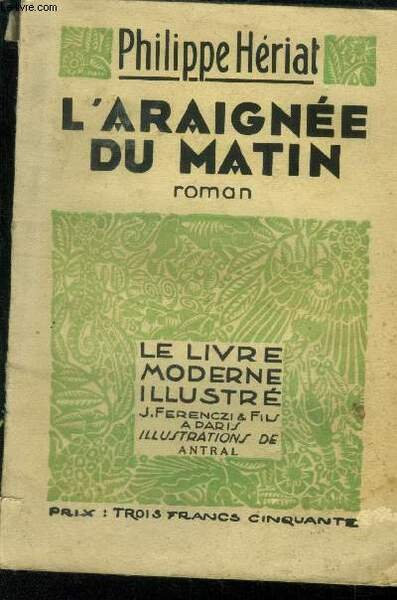 Philippe Hériat
L'ARAIGNÉE
DU MATIN
roman
LE LIVRE
MODERNE
ILLUSTRÉ
J. FERENCZI & FILS
A PARIS
ILLUSTRATIONS DE
ANTRAL
PRIX : TROIS FRANCS CINQUANTE